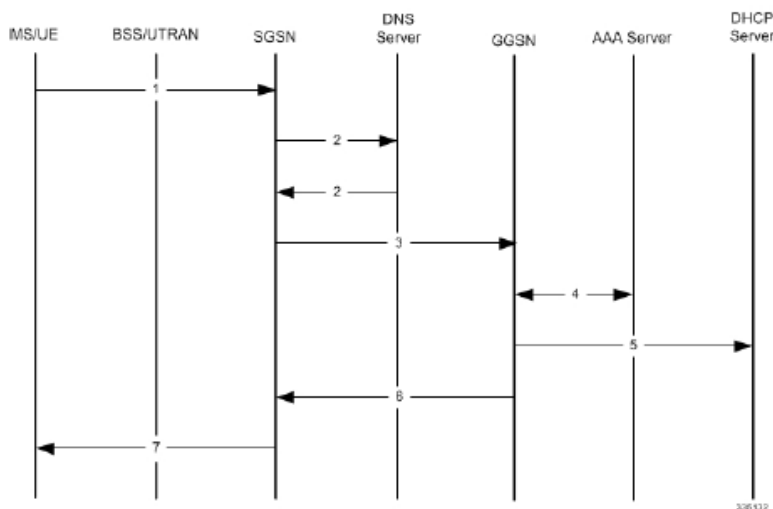 MS/UE
BSS/UTRAN
SGSN
DNS
Server
GGSN
AAA Server
DHCP
Server
1
2
2
3
4
5
6
7